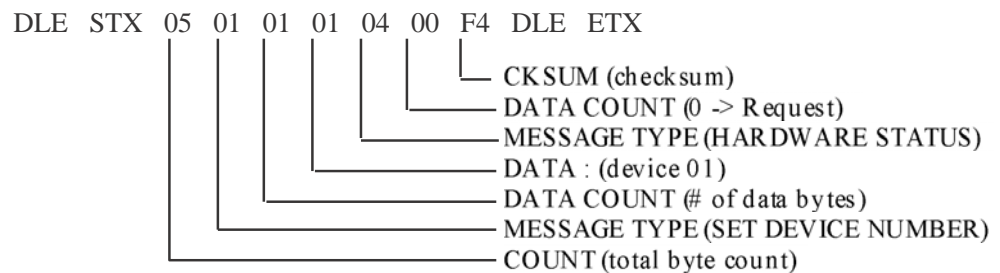 DLE STX 05 01 01 01 04 00 F4 DLE ETX
CKSUM (checksum)
DATA COUNT (0 -> Request)
MESSAGE TYPE (HARDWARE STATUS)
DATA : (device 01)
DATA COUNT (# of data bytes)
MESSAGE TYPE (SET DEVICE NUMBER)
COUNT (total byte count)